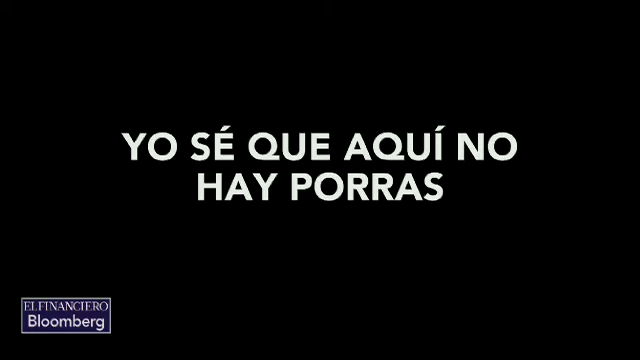 YO SÉ QUE AQUÍ NO
HAY PORRAS
EL FINANCIERO
Bloomberg